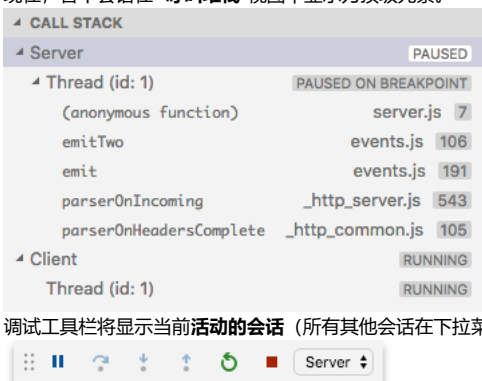 CALL STACK
Server PAUSED
Thread (id: 1) PAUSED ON BREAKPOINT
(anonymous function) server.js 7
emitTwo events.js 106
emit events.js 191
parserOnIncoming _http_server.js 543
parserOnHeadersComplete _http_common.js 105
Client RUNNING
Thread (id: 1) RUNNING
调试工具栏将显示当前活动的会话（所有其他会话在下拉菜
Server